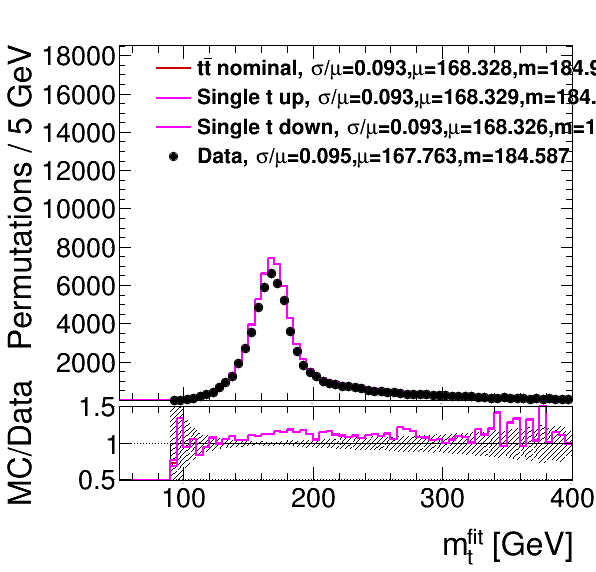 18000
16000
14000
12000
10000
8000
6000
4000
2000
Permutations / 5 GeV
tt̄ nominal, σ/μ=0.093,μ=168.328,m=184.9
Single t up, σ/μ=0.093,μ=168.329,m=184.
Single t down, σ/μ=0.093,μ=168.326,m=1
Data, σ/μ=0.095,μ=167.763,m=184.587
MC/Data
1.5
1
0.5
100 200 300 400
m_t^fit [GeV]